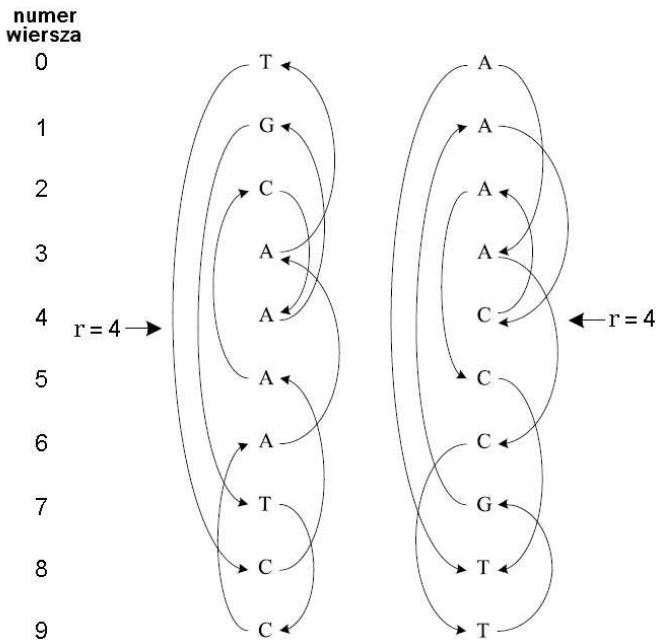 numer
wiersza
0 T A
1 G A
2 C A
3 A A
4 A C
r = 4 r = 4
5 A C
6 A C
7 T G
8 C T
9 C T